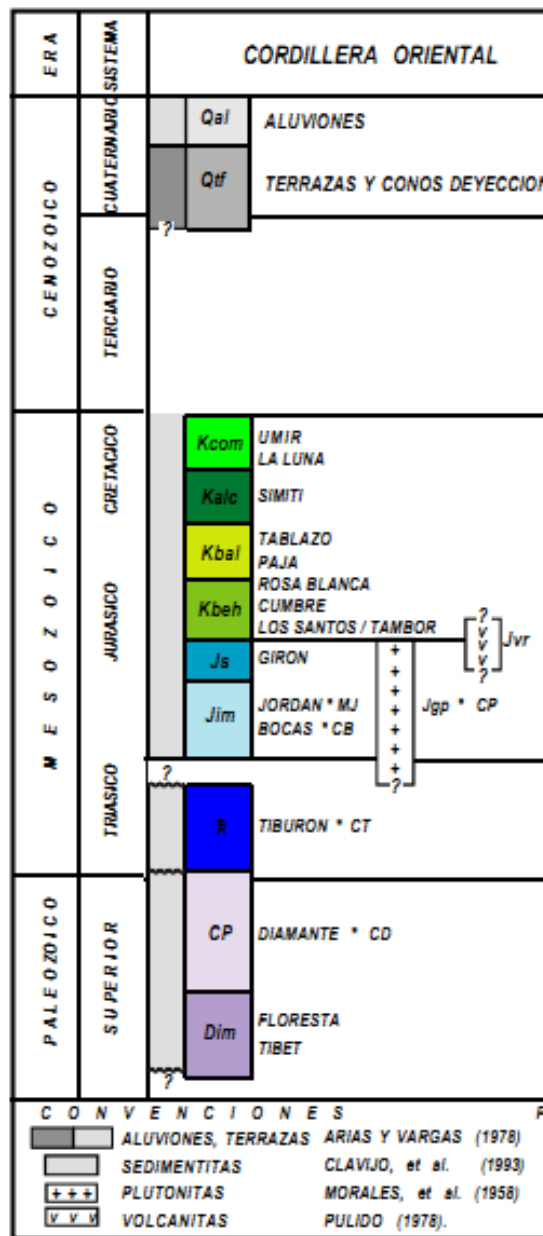 ERA SISTEMA CORDILLERA ORIENTAL
CENOZOICO
CUATERNARIO
Qal ALUVIONES
Qtf TERRAZAS Y CONOS DEYECCION
?
TERCIARIO
MESOZOICO
CRETACICO
Kcom UMIR
LA LUNA
Kalc SIMITI
Kbal TABLAZO
PAJA
Kbeh ROSA BLANCA
CUMBRE
LOS SANTOS / TAMBOR
? v v v ? Jvr
JURASICO
Js GIRON
Jim JORDAN * MJ
BOCAS * CB
+ + + + + + + ? Jgp * CP
TRIASICO
?
TIBURON * CT
PALEOZOICO
SUPERIOR
CP DIAMANTE * CD
Dim FLORESTA
TIBET
?
CONVENCIONES
ALUVIONES, TERRAZAS ARIAS Y VARGAS (1978)
SEDIMENTITAS CLAVIJO, et al. (1993)
+ + + PLUTONITAS MORALES, et al. (1958)
v v v VOLCANITAS PULIDO (1978).